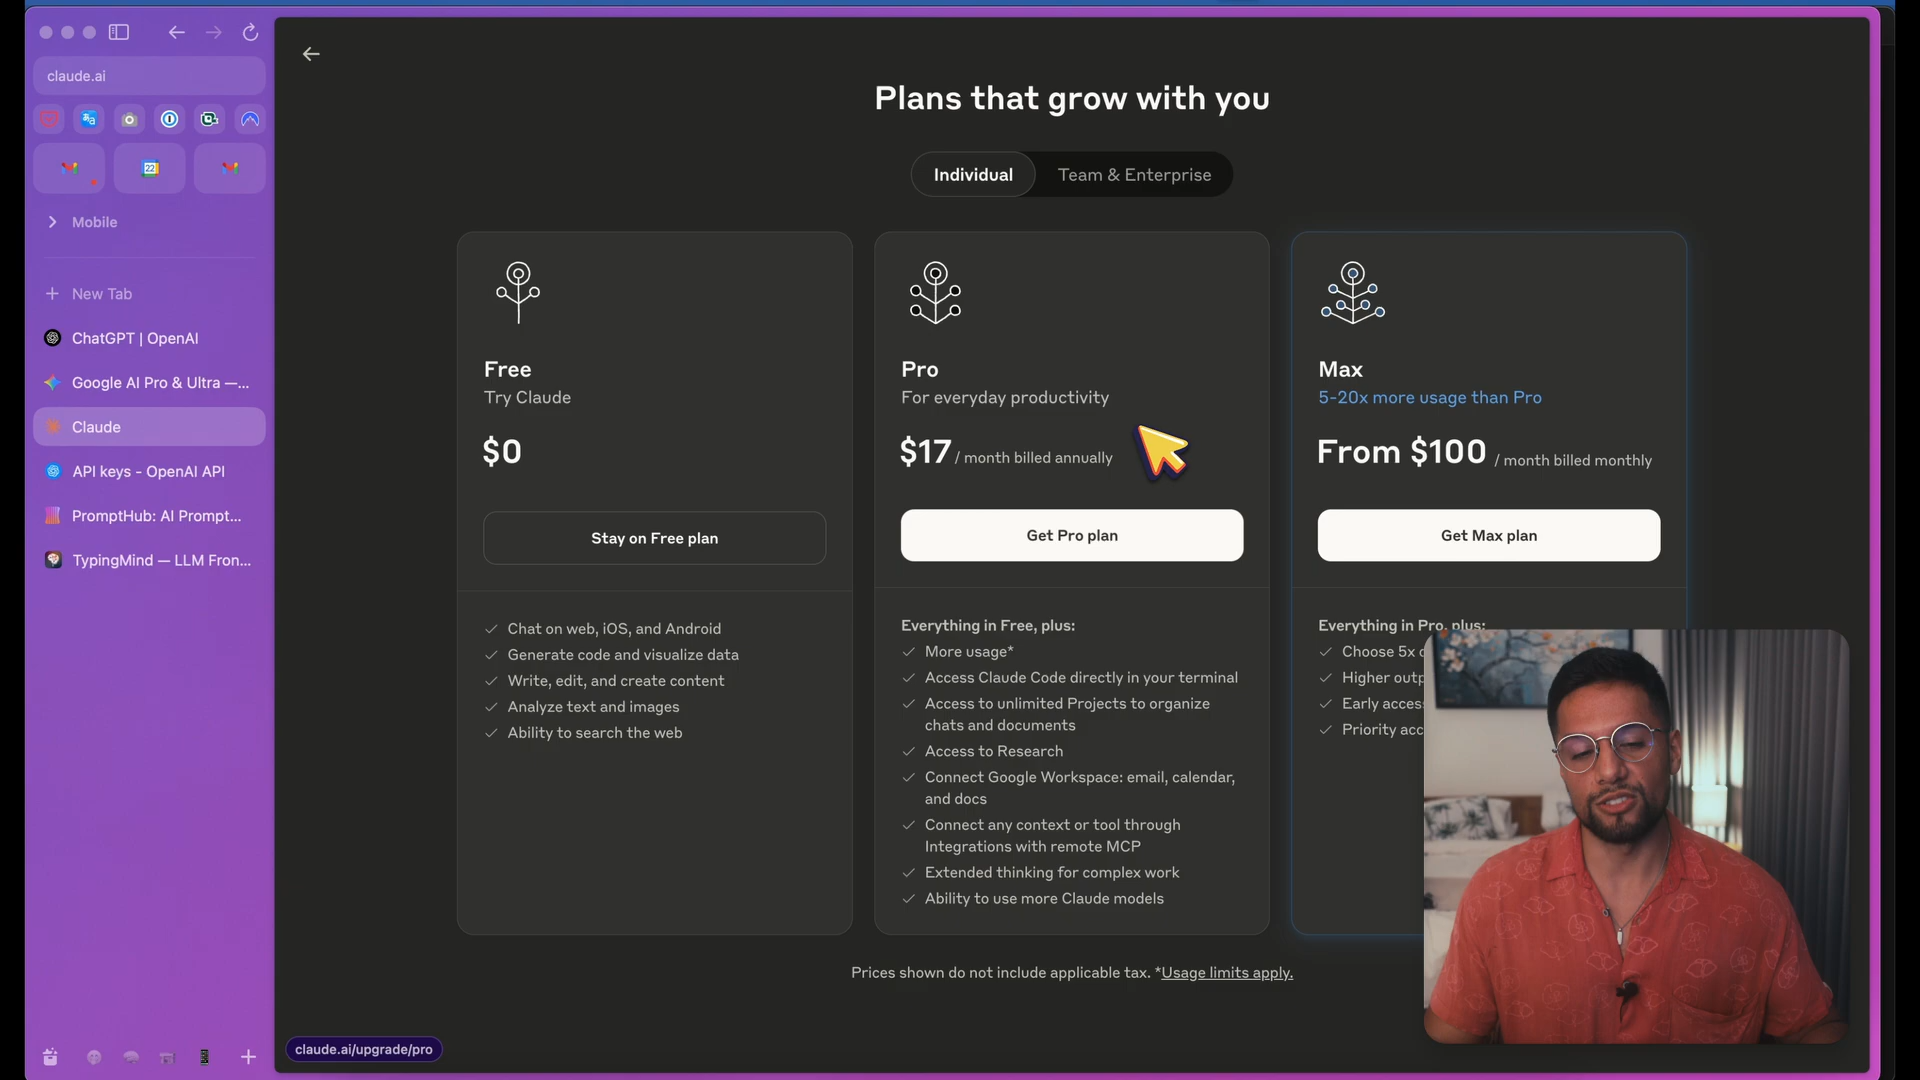 claude.ai
22
Mobile
New Tab
ChatGPT | OpenAI
Google AI Pro & Ultra —...
Claude
API keys - OpenAI API
PromptHub: AI Prompt...
TypingMind — LLM Fron...
claude.ai/upgrade/pro
Plans that grow with you
Individual
Team & Enterprise
Free
Try Claude
$0
Stay on Free plan
Chat on web, iOS, and Android
Generate code and visualize data
Write, edit, and create content
Analyze text and images
Ability to search the web
Pro
For everyday productivity
$17 / month billed annually
Get Pro plan
Everything in Free, plus:
More usage*
Access Claude Code directly in your terminal
Access to unlimited Projects to organize
chats and documents
Access to Research
Connect Google Workspace: email, calendar,
and docs
Connect any context or tool through
Integrations with remote MCP
Extended thinking for complex work
Ability to use more Claude models
Max
5-20x more usage than Pro
From $100 / month billed monthly
Get Max plan
Everything in Pro, plus:
Choose 5x
Higher
Early
Priority
Prices shown do not include applicable tax. *Usage limits apply.